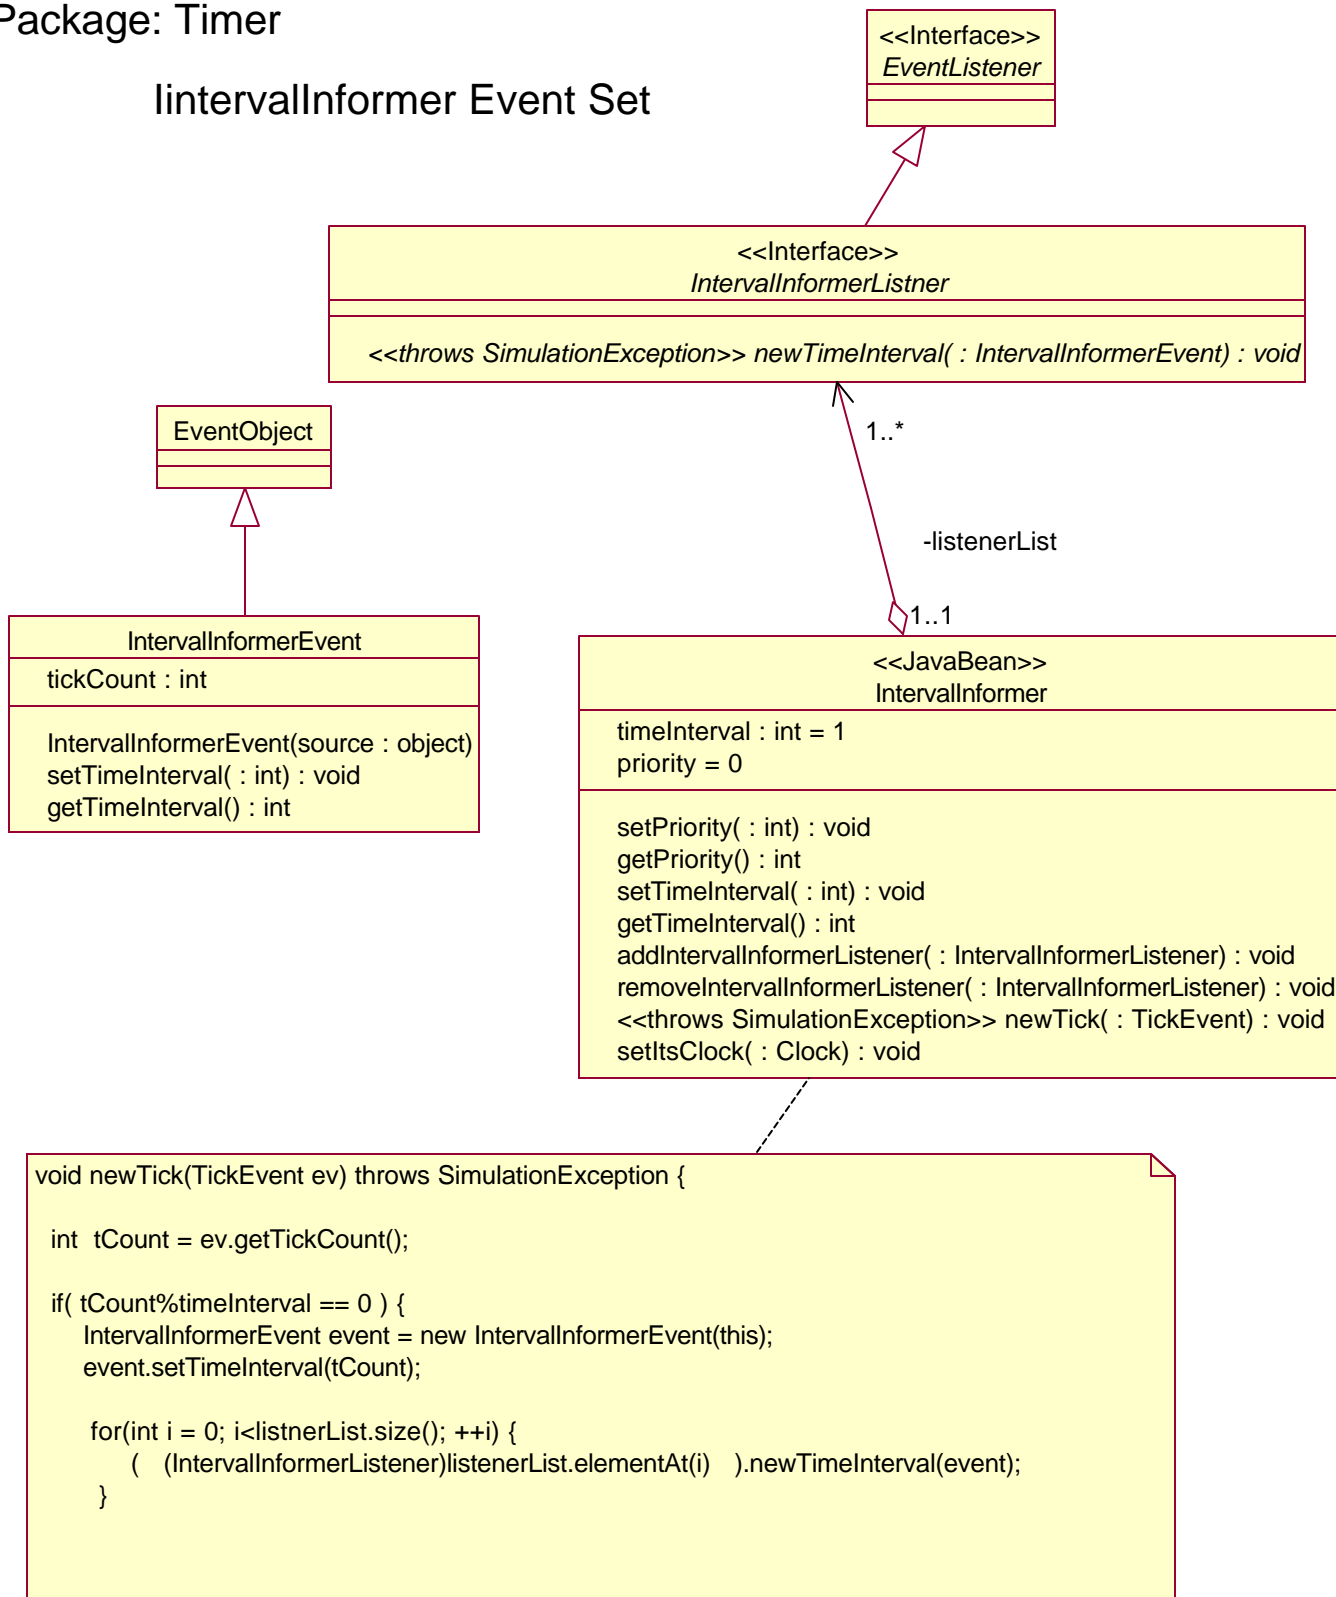 Package: Timer
IintervalInformer Event Set
<<Interface>>
EventListener
<<Interface>>
IntervalInformerListner
<<throws SimulationException>> newTimeInterval( : IntervalInformerEvent) : void
EventObject
1..*
-listenerList
1..1
IntervalInformerEvent
tickCount : int
IntervalInformerEvent(source : object)
setTimeInterval( : int) : void
getTimeInterval() : int
<<JavaBean>>
IntervalInformer
timeInterval : int = 1
priority = 0
setPriority( : int) : void
getPriority() : int
setTimeInterval( : int) : void
getTimeInterval() : int
addIntervalInformerListener( : IntervalInformerListener) : void
removeIntervalInformerListener( : IntervalInformerListener) : void
<<throws SimulationException>> newTick( : TickEvent) : void
setItsClock( : Clock) : void
void newTick(TickEvent ev) throws SimulationException {
int  tCount = ev.getTickCount();
if( tCount%timeInterval == 0 ) {
IntervalInformerEvent event = new IntervalInformerEvent(this);
event.setTimeInterval(tCount);
for(int i = 0; i<listnerList.size(); ++i) {
(   (IntervalInformerListener)listenerList.elementAt(i)   ).newTimeInterval(event);
}